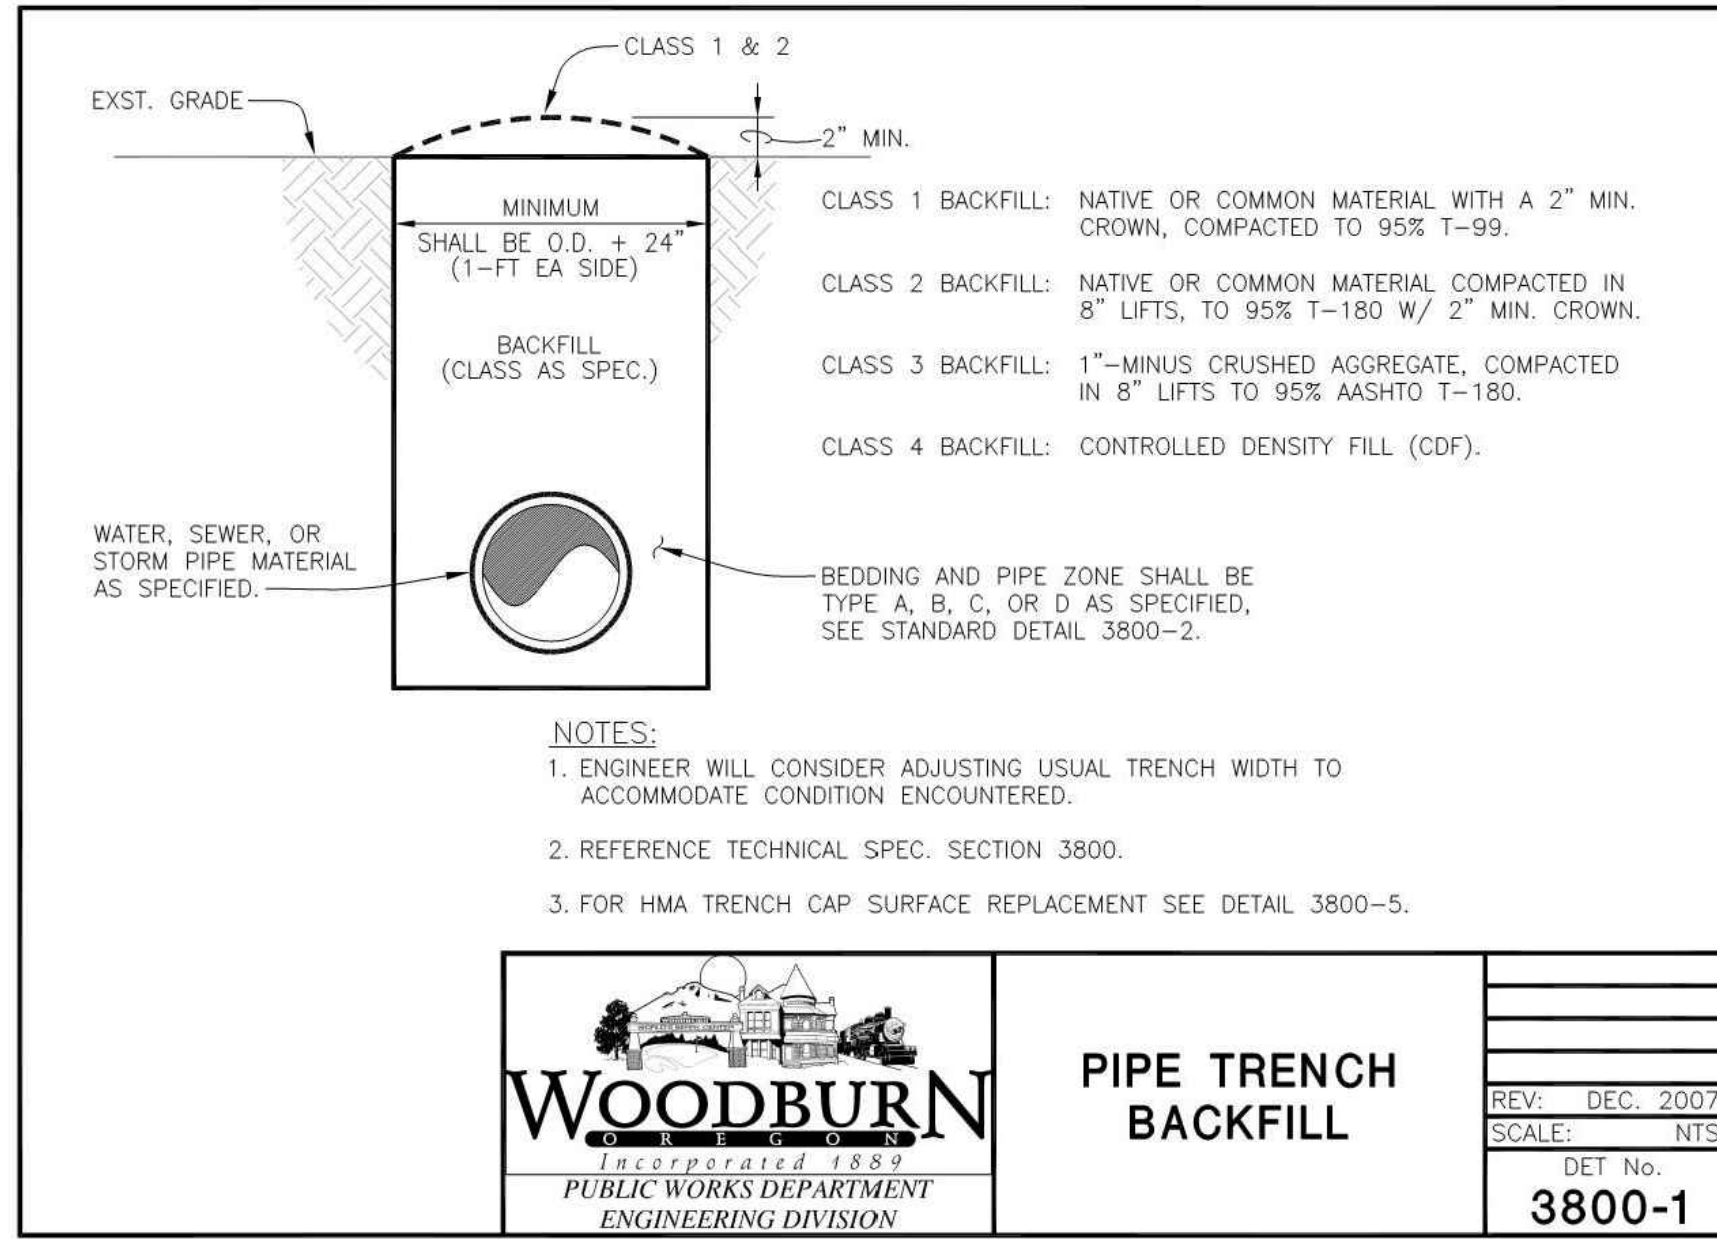 CLASS 1 & 2
EXST. GRADE
2" MIN.
MINIMUM
SHALL BE O.D. + 24"
(1-FT EA SIDE)
BACKFILL
(CLASS AS SPEC.)
CLASS 1 BACKFILL: NATIVE OR COMMON MATERIAL WITH A 2" MIN.
CROWN, COMPACTED TO 95% T-99.
CLASS 2 BACKFILL: NATIVE OR COMMON MATERIAL COMPACTED IN
8" LIFTS, TO 95% T-180 W/ 2" MIN. CROWN.
CLASS 3 BACKFILL: 1"-MINUS CRUSHED AGGREGATE, COMPACTED
IN 8" LIFTS TO 95% AASHTO T-180.
CLASS 4 BACKFILL: CONTROLLED DENSITY FILL (CDF).
WATER, SEWER, OR
STORM PIPE MATERIAL
AS SPECIFIED.
BEDDING AND PIPE ZONE SHALL BE
TYPE A, B, C, OR D AS SPECIFIED,
SEE STANDARD DETAIL 3800-2.
NOTES:
1. ENGINEER WILL CONSIDER ADJUSTING USUAL TRENCH WIDTH TO
ACCOMMODATE CONDITION ENCOUNTERED.
2. REFERENCE TECHNICAL SPEC. SECTION 3800.
3. FOR HMA TRENCH CAP SURFACE REPLACEMENT SEE DETAIL 3800-5.
WOODBURN
OREGON
Incorporated 1889
PUBLIC WORKS DEPARTMENT
ENGINEERING DIVISION
PIPE TRENCH
BACKFILL
REV: DEC. 2007
SCALE: NTS
DET No.
3800-1